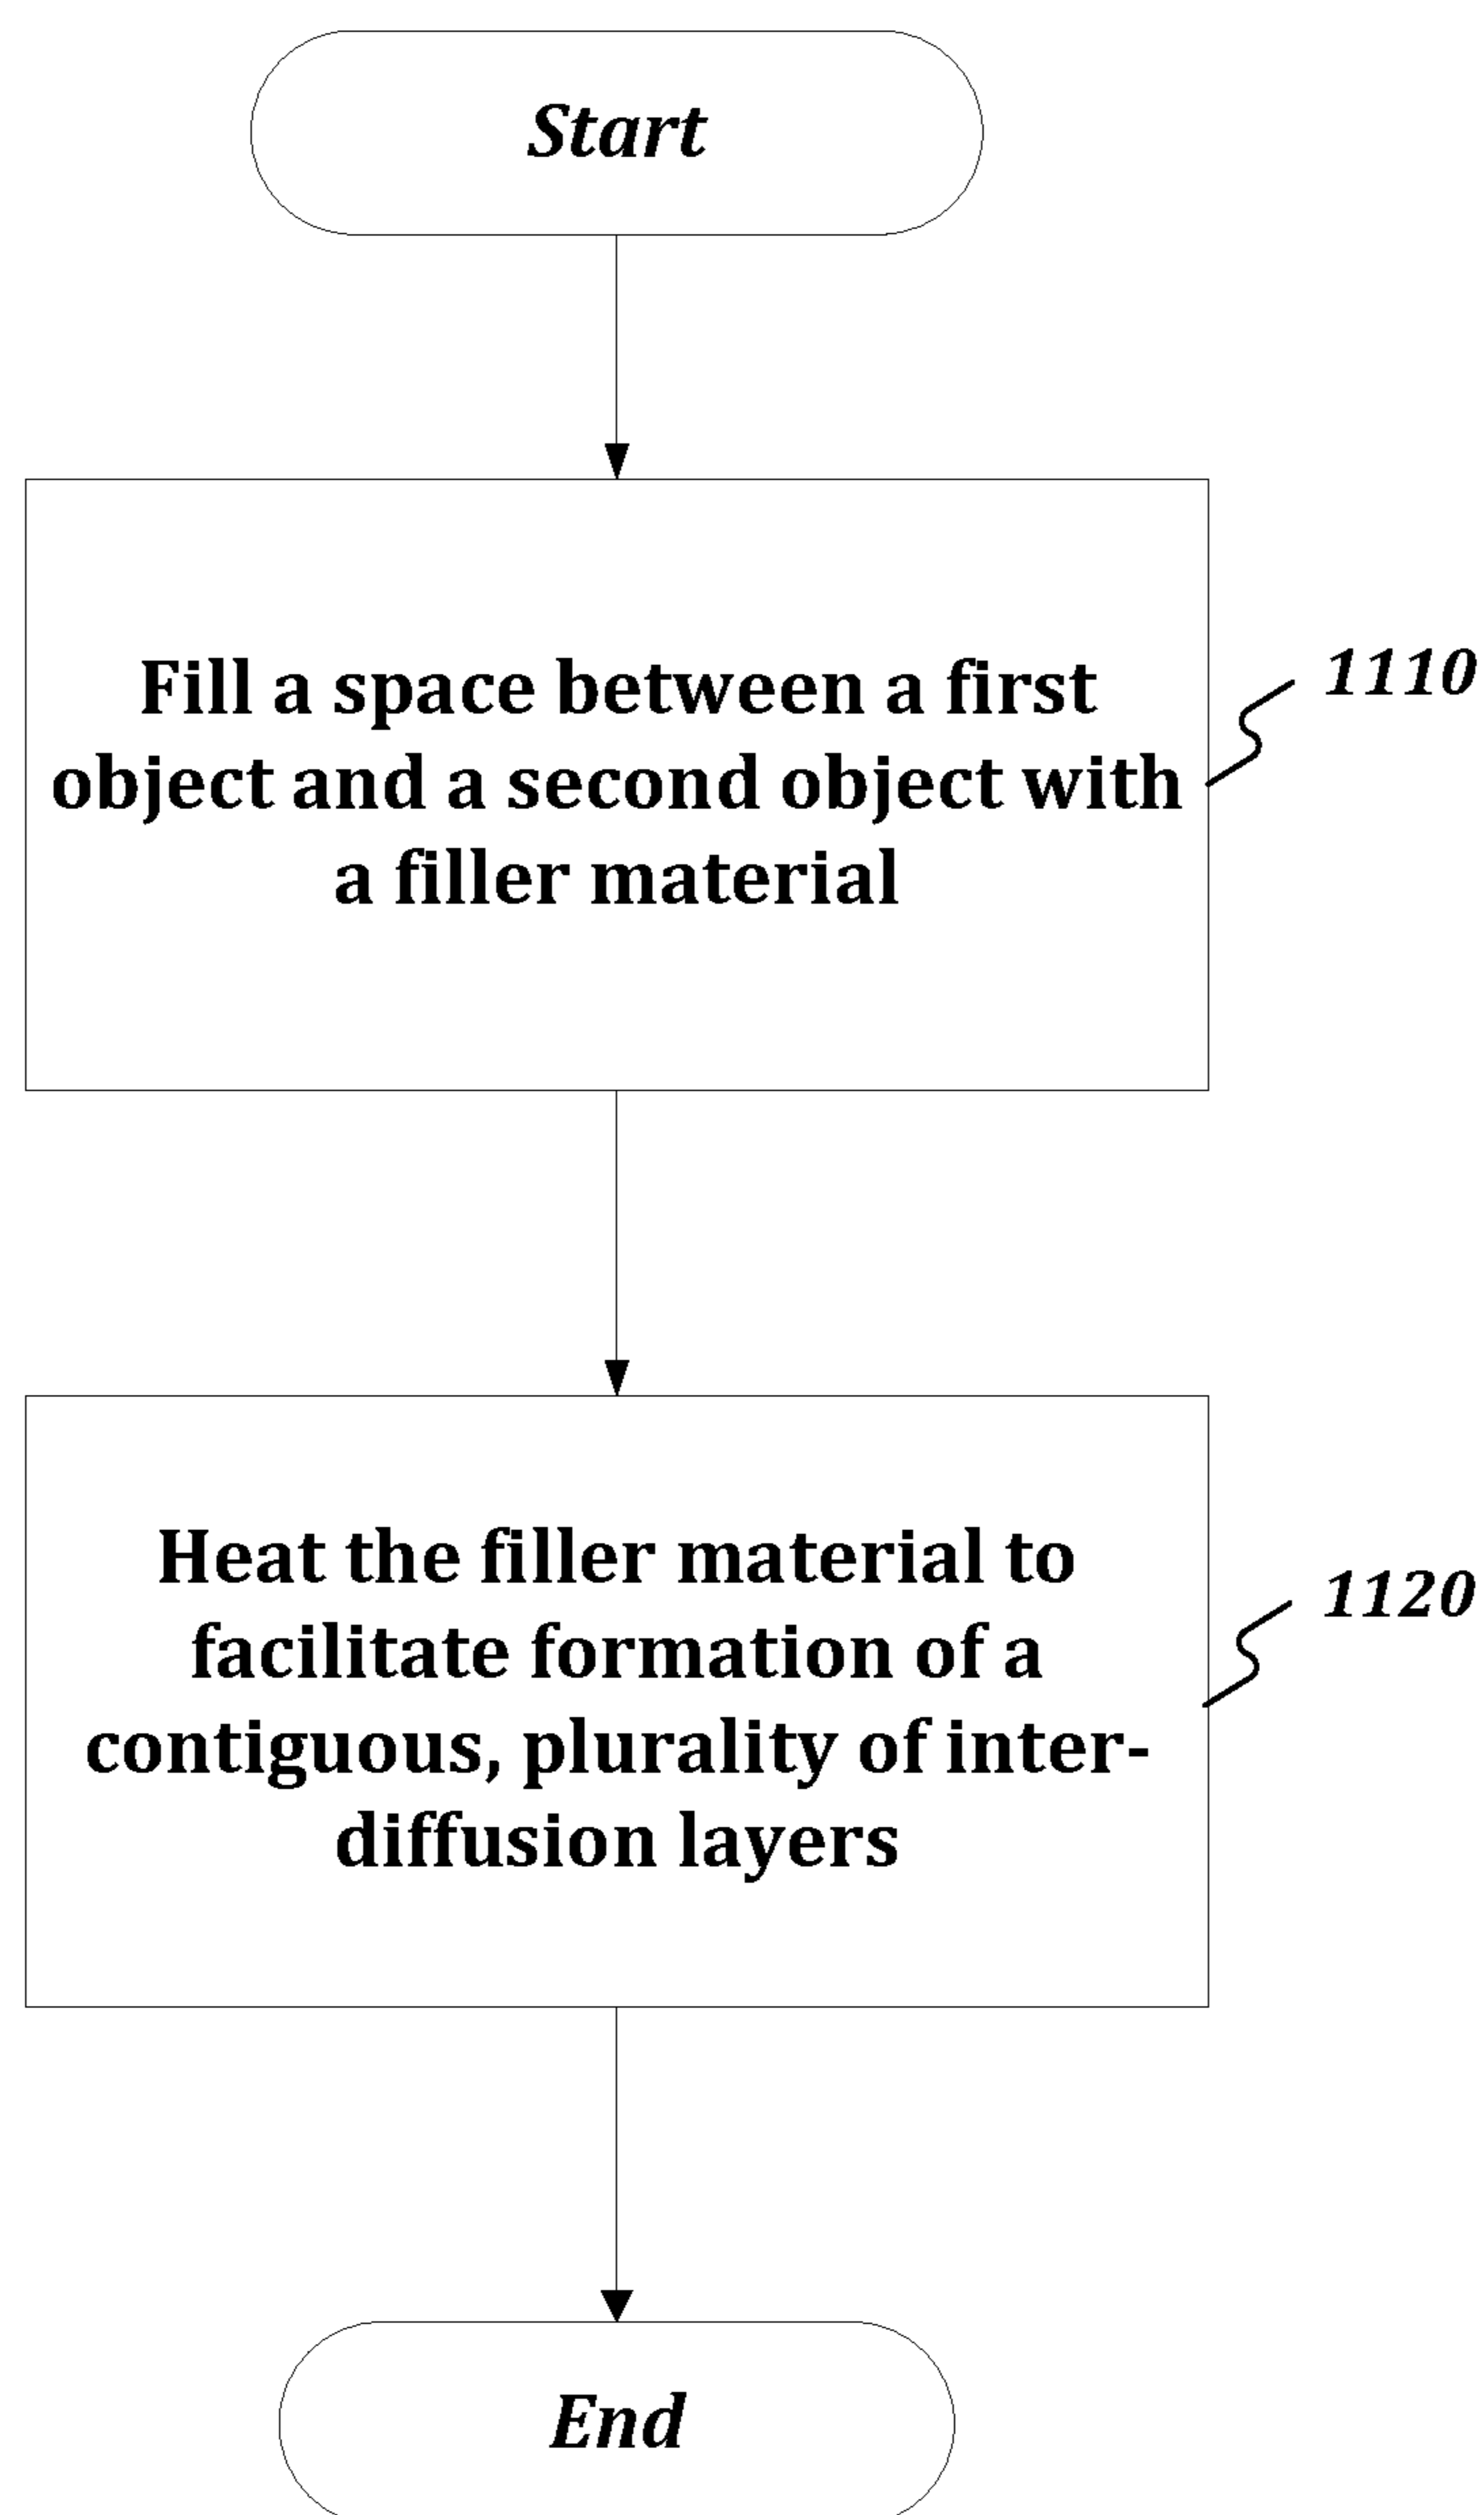 Start
Fill a space between a first
object and a second object with
a filler material
1110
Heat the filler material to
facilitate formation of a
contiguous, plurality of inter-
diffusion layers
1120
End